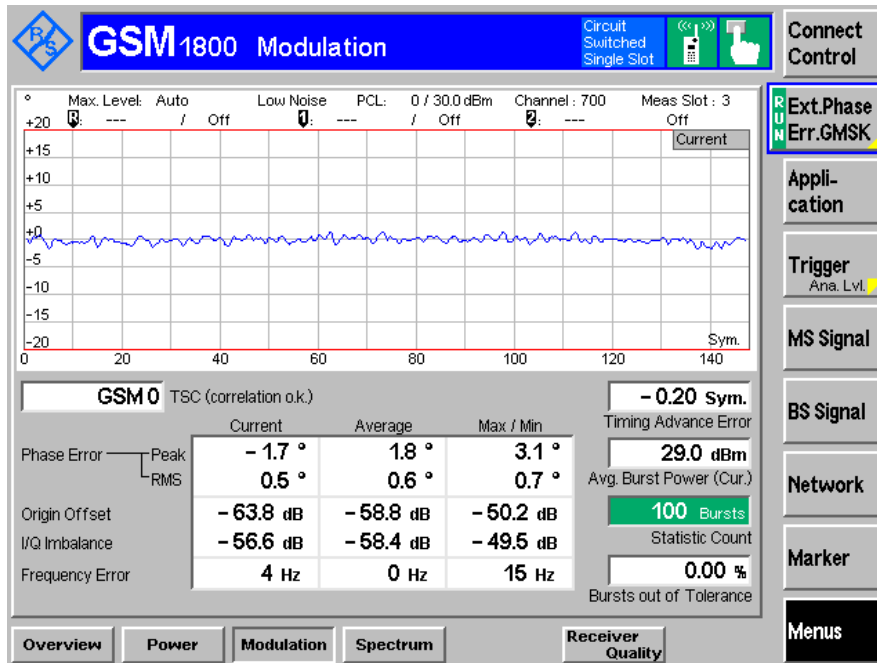 R/S
GSM 1800 Modulation
Circuit
Switched
Single Slot
Connect
Control
° Max. Level: Auto Low Noise PCL: 0 / 30.0 dBm Channel : 700 Meas Slot : 3
R: --- / Off 1: --- / Off 2: --- Off
Current
+20
+15
+10
+5
+0
-5
-10
-15
-20
Sym.
0 20 40 60 80 100 120 140
RUN
Ext.Phase
Err.GMSK
Appli-
cation
Trigger
Ana. Lvl.
MS Signal
BS Signal
Network
Marker
Menus
GSM 0 TSC (correlation o.k.)
Current Average Max / Min
Phase Error Peak - 1.7 ° 1.8 ° 3.1 °
RMS 0.5 ° 0.6 ° 0.7 °
Origin Offset - 63.8 dB - 58.8 dB - 50.2 dB
I/Q Imbalance - 56.6 dB - 58.4 dB - 49.5 dB
Frequency Error 4 Hz 0 Hz 15 Hz
- 0.20 Sym.
Timing Advance Error
29.0 dBm
Avg. Burst Power (Cur.)
100 Bursts
Statistic Count
0.00 %
Bursts out of Tolerance
Overview
Power
Modulation
Spectrum
Receiver
Quality